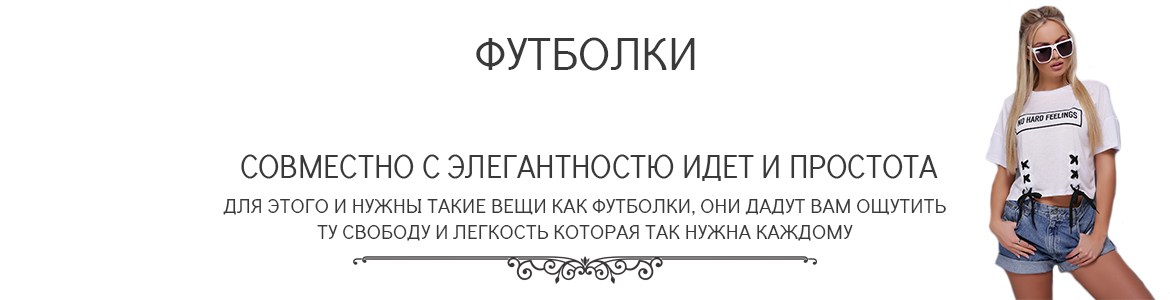 ФУТБОЛКИ
СОВМЕСТНО С ЭЛЕГАНТНОСТЮ ИДЕТ И ПРОСТОТА
ДЛЯ ЭТОГО И НУЖНЫ ТАКИЕ ВЕЩИ КАК ФУТБОЛКИ, ОНИ ДАДУТ ВАМ ОЩУТИТЬ
ТУ СВОБОДУ И ЛЕГКОСТЬ КОТОРАЯ ТАК НУЖНА КАЖДОМУ
NO HARD FEELINGS